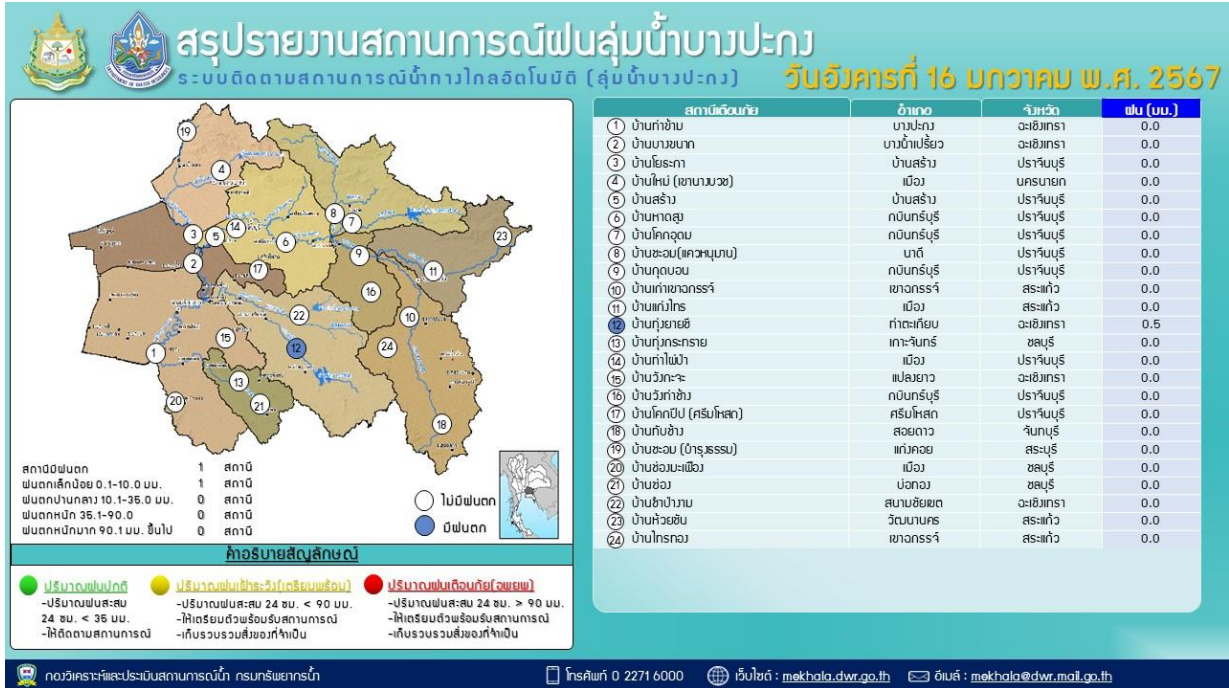 สรุปรายงานสถานการณ์ฝนลุ่มน้ำบางปะกง
ระบบติดตามสถานการณ์น้ำทางไกลอัตโนมัติ (ลุ่มน้ำบางปะกง)
วันอังคารที่ 16 มกราคม พ.ศ. 2567
สถานีเตือนภัย อำเภอ จังหวัด ฝน (มม.)
1 บ้านท่าข้าม บางปะกง ฉะเชิงเทรา 0.0
2 บ้านบางขนาก บางน้ำเปรี้ยว ฉะเชิงเทรา 0.0
3 บ้านโยธะกา บ้านสร้าง ปราจีนบุรี 0.0
4 บ้านใหม่ (เขานางบวช) เมือง นครนายก 0.0
5 บ้านสร้าง บ้านสร้าง ปราจีนบุรี 0.0
6 บ้านหาดสูง กบินทร์บุรี ปราจีนบุรี 0.0
7 บ้านโคกอุดม กบินทร์บุรี ปราจีนบุรี 0.0
8 บ้านชะอม(แควหนุมาน) นาดี ปราจีนบุรี 0.0
9 บ้านกุดบอน กบินทร์บุรี ปราจีนบุรี 0.0
10 บ้านเก่าเขาฉกรรจ์ เขาฉกรรจ์ สระแก้ว 0.0
11 บ้านแก่งไทร เมือง สระแก้ว 0.0
12 บ้านทุ่งยายชี ท่าตะเกียบ ฉะเชิงเทรา 0.5
13 บ้านทุ่งกระทราย เกาะจันทร์ ชลบุรี 0.0
14 บ้านท่าไผ่ป่า เมือง ปราจีนบุรี 0.0
15 บ้านวังกะจะ แปลงยาว ฉะเชิงเทรา 0.0
16 บ้านวังท่าช้าง กบินทร์บุรี ปราจีนบุรี 0.0
17 บ้านโคกปีป (ศรีมโหสถ) ศรีมโหสถ ปราจีนบุรี 0.0
18 บ้านทับช้าง สอยดาว จันทบุรี 0.0
19 บ้านชะอม (บำรุงธรรม) แก่งคอย สระบุรี 0.0
20 บ้านช่องมะเฟือง เมือง ชลบุรี 0.0
21 บ้านช่อง บ่อทอง ชลบุรี 0.0
22 บ้านชำป่างาม สนามชัยเขต ฉะเชิงเทรา 0.0
23 บ้านห้วยชัน วัฒนานคร สระแก้ว 0.0
24 บ้านไทรทอง เขาฉกรรจ์ สระแก้ว 0.0
19
4
8
7
23
3
5
14
6
9
2
17
11
16
22
10
15
12
24
1
13
20
21
18
สถานีมีฝนตก 1 สถานี
ฝนตกเล็กน้อย 0.1-10.0 มม. 1 สถานี
ฝนตกปานกลาง 10.1-35.0 มม. 0 สถานี
ฝนตกหนัก 35.1-90.0 0 สถานี
ฝนตกหนักมาก 90.1 มม. ขึ้นไป 0 สถานี
ไม่มีฝนตก
มีฝนตก
คำอธิบายสัญลักษณ์
ปริมาณฝนปกติ
-ปริมาณฝนสะสม
24 ชม. < 35 มม.
-ให้ติดตามสถานการณ์
ปริมาณฝนเฝ้าระวัง(เตรียมพร้อม)
-ปริมาณฝนสะสม 24 ชม. < 90 มม.
-ให้เตรียมตัวพร้อมรับสถานการณ์
-เก็บรวบรวมสิ่งของที่จำเป็น
ปริมาณฝนเตือนภัย(อพยพ)
-ปริมาณฝนสะสม 24 ชม. > 90 มม.
-ให้เตรียมตัวพร้อมรับสถานการณ์
-เก็บรวบรวมสิ่งของที่จำเป็น
กองวิเคราะห์และประเมินสถานการณ์น้ำ กรมทรัพยากรน้ำ
โทรศัพท์ 0 2271 6000
เว็บไซต์ : mekhala.dwr.go.th
อีเมล์ : mekhala@dwr.mail.go.th